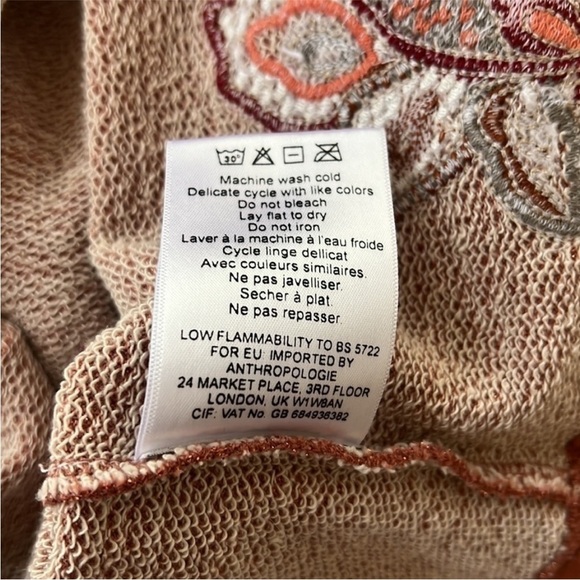 30°
Machine wash cold
Delicate cycle with like colors
Do not bleach
Lay flat to dry
Do not iron
Laver à la machine à l'eau froide
Cycle linge dellicat
Avec couleurs similaires.
Ne pas javelliser.
Secher à plat.
Ne pas repasser.
LOW FLAMMABILITY TO BS 5722
FOR EU: IMPORTED BY
ANTHROPOLOGIE
24 MARKET PLACE, 3RD FLOOR
LONDON, UK W1W8AN
CIF: VAT No. GB 684936382